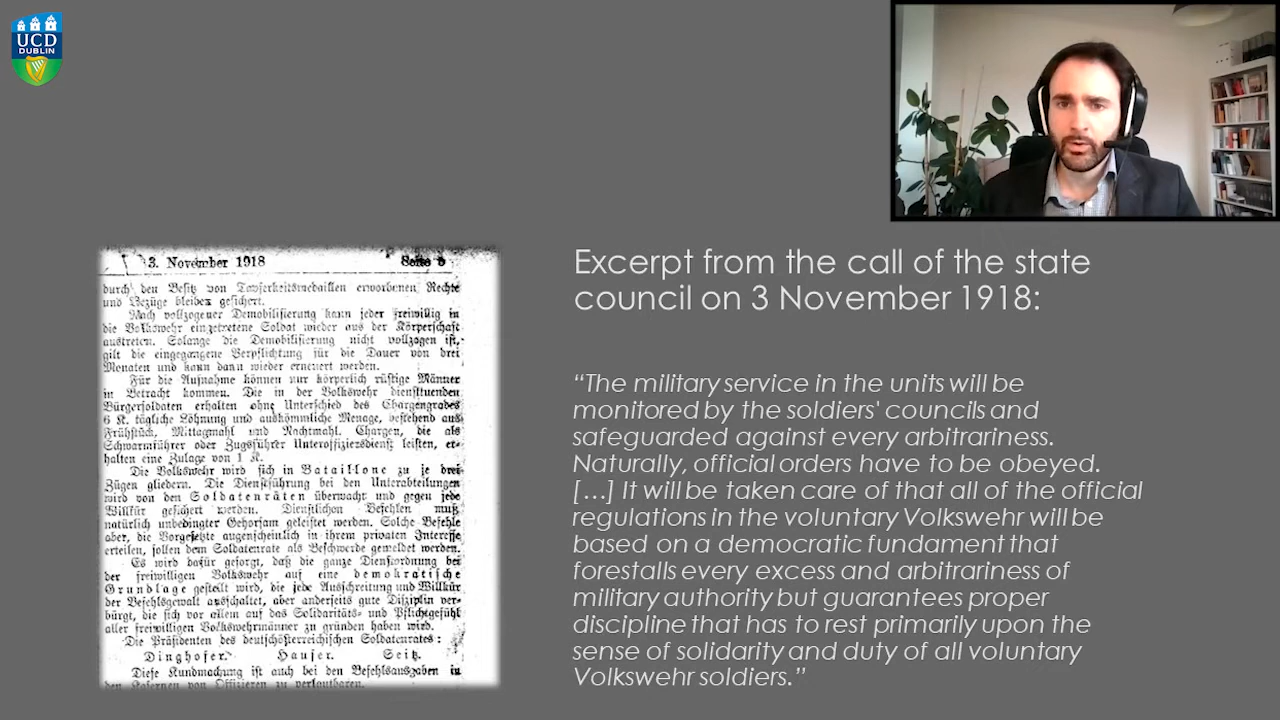 UCD
DUBLIN
3. November 1918
durch den Besitz von Tapferkeitsmedaillen erworbenen Rechte
und Bezüge bleiben gesichert.
Nach vollzogener Demobilisierung kann jeder freiwillig in
die Volkswehr eingetretene Soldat wieder aus der Körperschaft
austreten. Solange die Demobilisierung nicht vollzogen ist,
gilt die eingegangene Verpflichtung für die Dauer von drei
Monaten und kann dann wieder erneuert werden.
Für die Aufnahme können nur körperlich rüstige Männer
in Betracht kommen. Die in der Volkswehr diensttuenden
Bürgersoldaten erhalten ohne Unterschied des Chargengrades
6 K. tägliche Löhnung und auskömmliche Menage, bestehend aus
Frühstück, Mittagmahl und Nachtmahl. Chargen, die als
Schwarmführer oder Zugsführer Unteroffiziersdienst leisten, er-
halten eine Zulage von 1 K.
Die Volkswehr wird sich in Bataillone zu je drei
Zügen gliedern. Die Dienstführung bei den Unterabteilungen
wird von den Soldatenräten überwacht und gegen jede
Willkür gesichert werden. Dienstlichen Befehlen muß
natürlich unbedingter Gehorsam geleistet werden. Solche Befehle
aber, die Vorgesetzte augenscheinlich in ihrem privaten Interesse
erteilen, sollen dem Soldatenrate als Beschwerde gemeldet werden.
Es wird dafür gesorgt, daß die ganze Dienstordnung bei
der freiwilligen Volkswehr auf eine demokratische
Grundlage gestellt wird, die jede Ausschreitung und Willkür
der Befehlsgewalt ausschaltet, aber anderseits gute Disziplin ver-
bürgt, die sich vor allem auf das Solidaritäts- und Pflichtgefühl
aller freiwilligen Volkswehrmänner zu gründen haben wird.
Die Präsidenten des deutschösterreichischen Soldatenrates:
Dinghofer. Hauser. Seitz.
Diese Kundmachung ist auch bei den Befehlsausgaben in
den Kasernen von Offizieren zu verlautbaren.
Excerpt from the call of the state
council on 3 November 1918:
“The military service in the units will be
monitored by the soldiers' councils and
safeguarded against every arbitrariness.
Naturally, official orders have to be obeyed.
[…] It will be taken care of that all of the official
regulations in the voluntary Volkswehr will be
based on a democratic fundament that
forestalls every excess and arbitrariness of
military authority but guarantees proper
discipline that has to rest primarily upon the
sense of solidarity and duty of all voluntary
Volkswehr soldiers.”